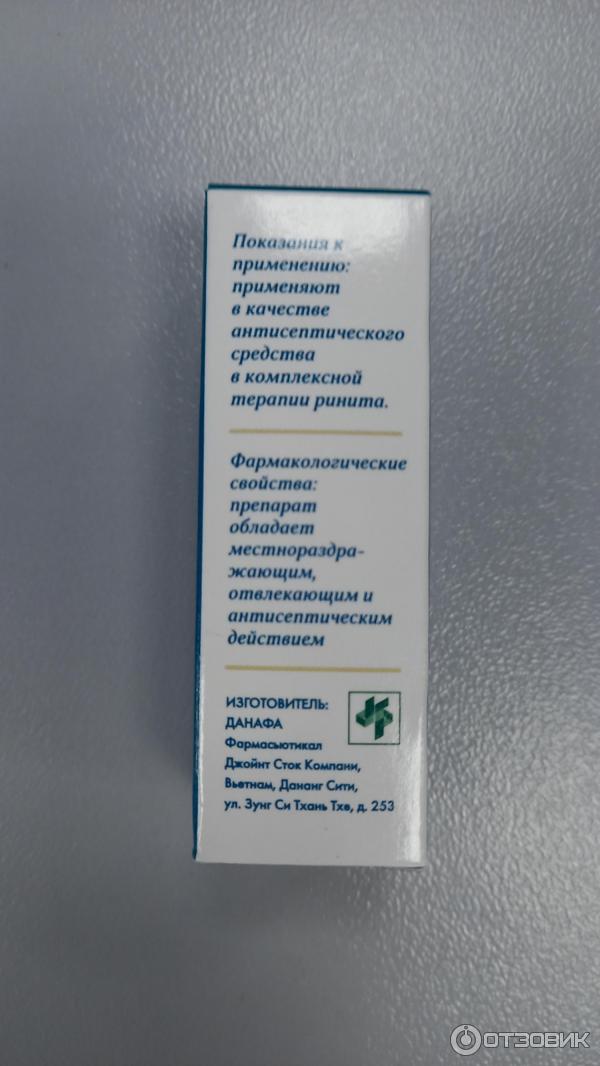 Показания к
применению:
применяют
в качестве
антисептического
средства
в комплексной
терапии ринита.
Фармакологические
свойства:
препарат
обладает
местнораздра-
жающим,
отвлекающим и
антисептическим
действием
ИЗГОТОВИТЕЛЬ:
ДАНАФА
Фармасьютикал
Джойнт Сток Компани,
Вьетнам, Дананг Сити,
ул. Зунг Си Тхань Тхе, д. 253
ОТЗОВИК